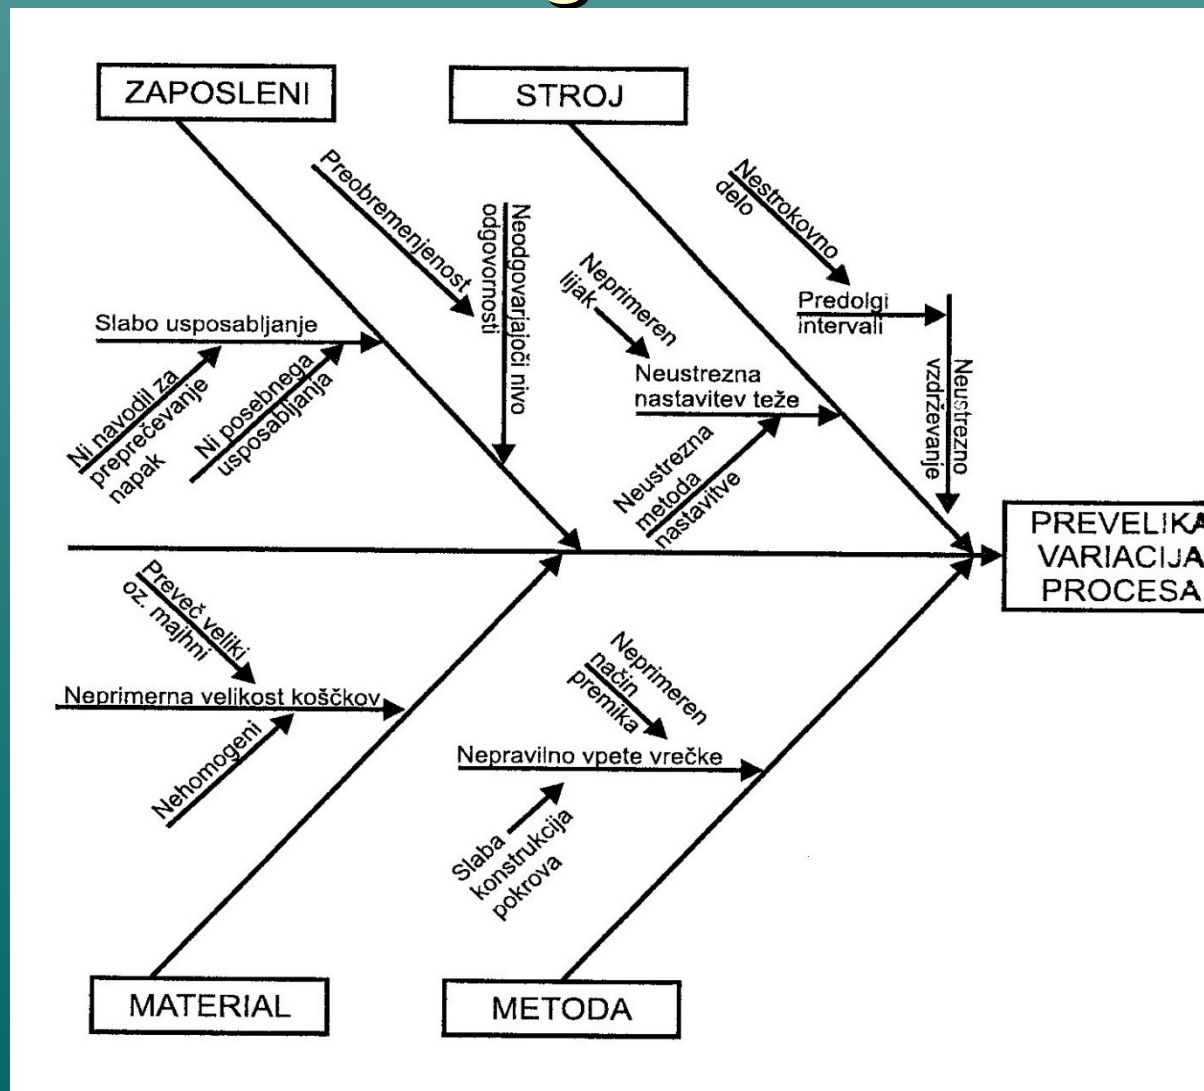 ZAPOSLENI
STROJ
Preobremenjenost
Neodgovarjajoči nivo
odgovornosti
Slabo usposabljanje
Ni navodil za
preprečevanje
napak
Ni posebnega
usposabljanja
Nestrokovno
delo
Predolgi
intervali
Neustrezno
vzdrževanje
Neprimeren
lijak
Neustrezna
nastavitev teže
Neustrezna
metoda
nastavitve
PREVELIKA
VARIACIJA
PROCESA
Preveč veliki
oz. majhni
Neprimerna velikost koščkov
Nehomogeni
Neprimeren
način
premika
Nepravilno vpete vrečke
Slaba
konstrukcija
pokrova
MATERIAL
METODA